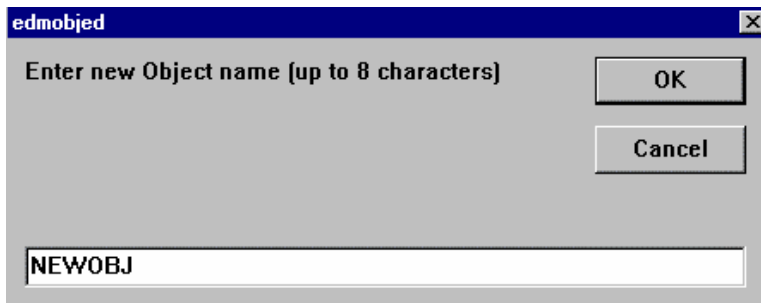 edmobjed
Enter new Object name (up to 8 characters)
OK
Cancel
NEWOBJ